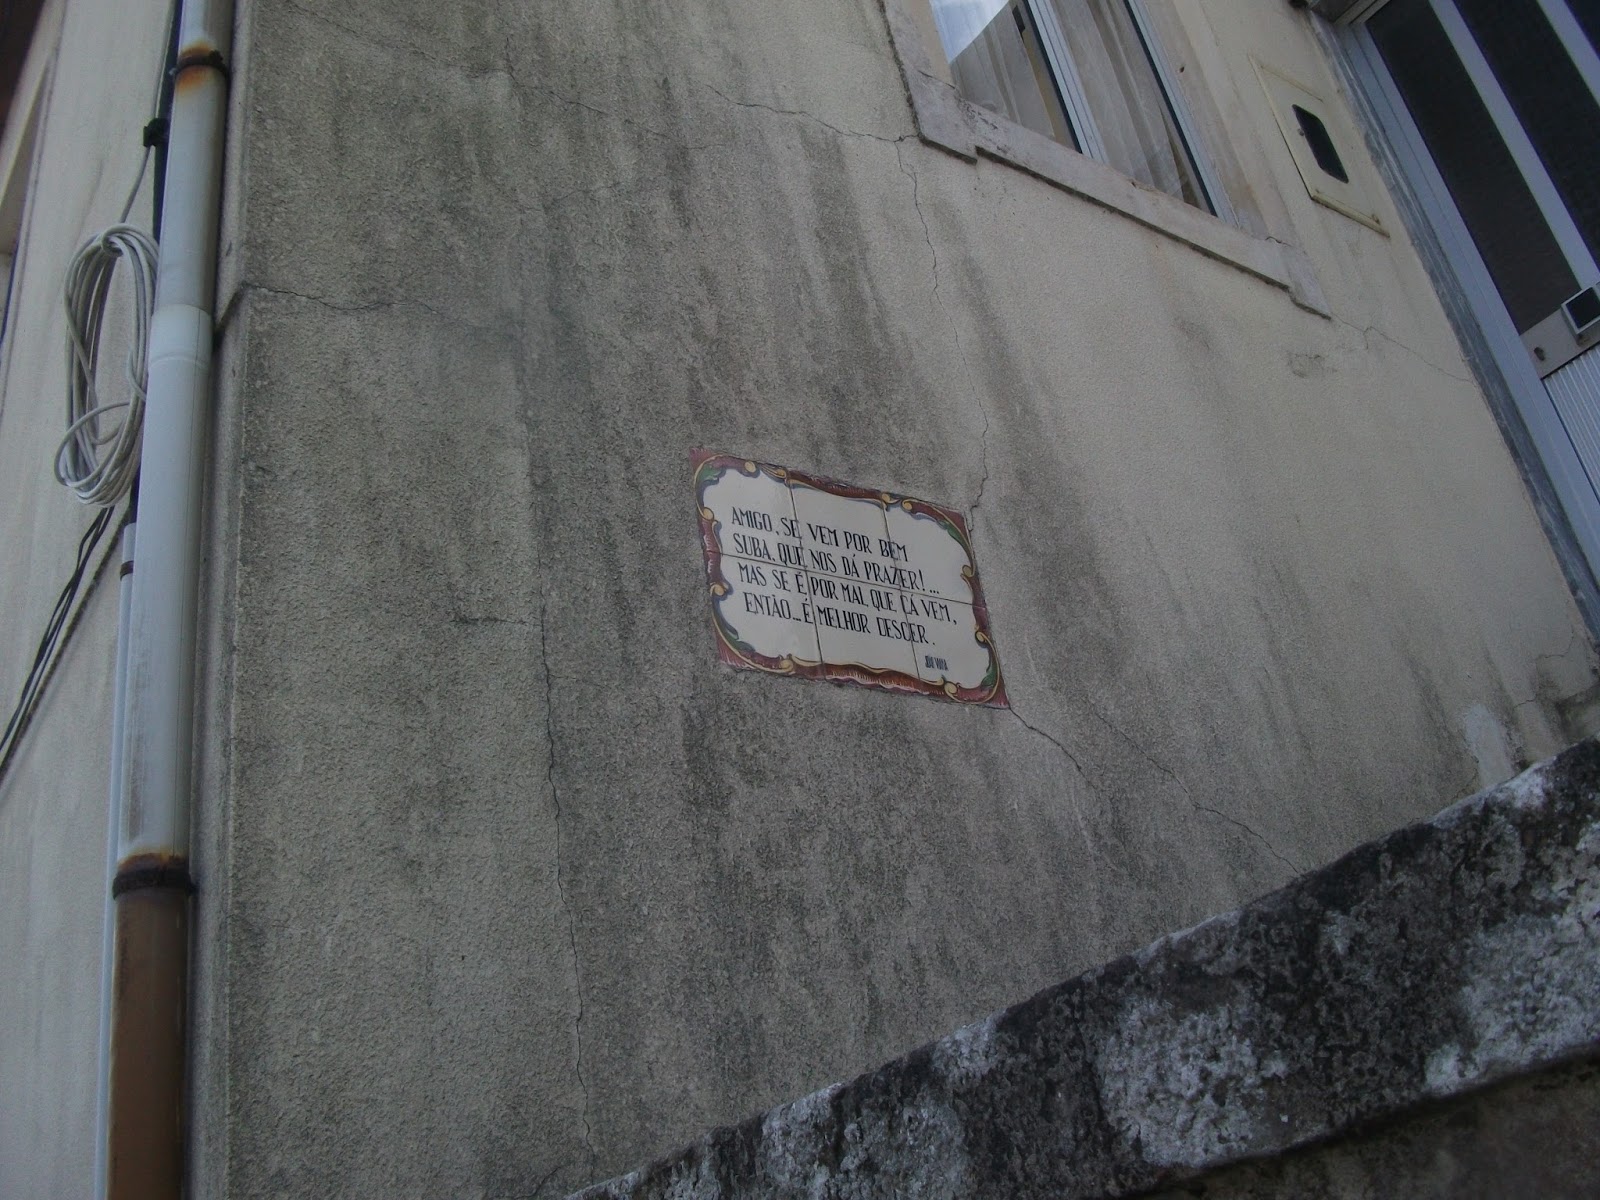 AMIGO, SE VEM POR BEM
SUBA, QUE NOS DÁ PRAZER!...
MAS SE É POR MAL QUE CÁ VEM,
ENTÃO... É MELHOR DESCER.